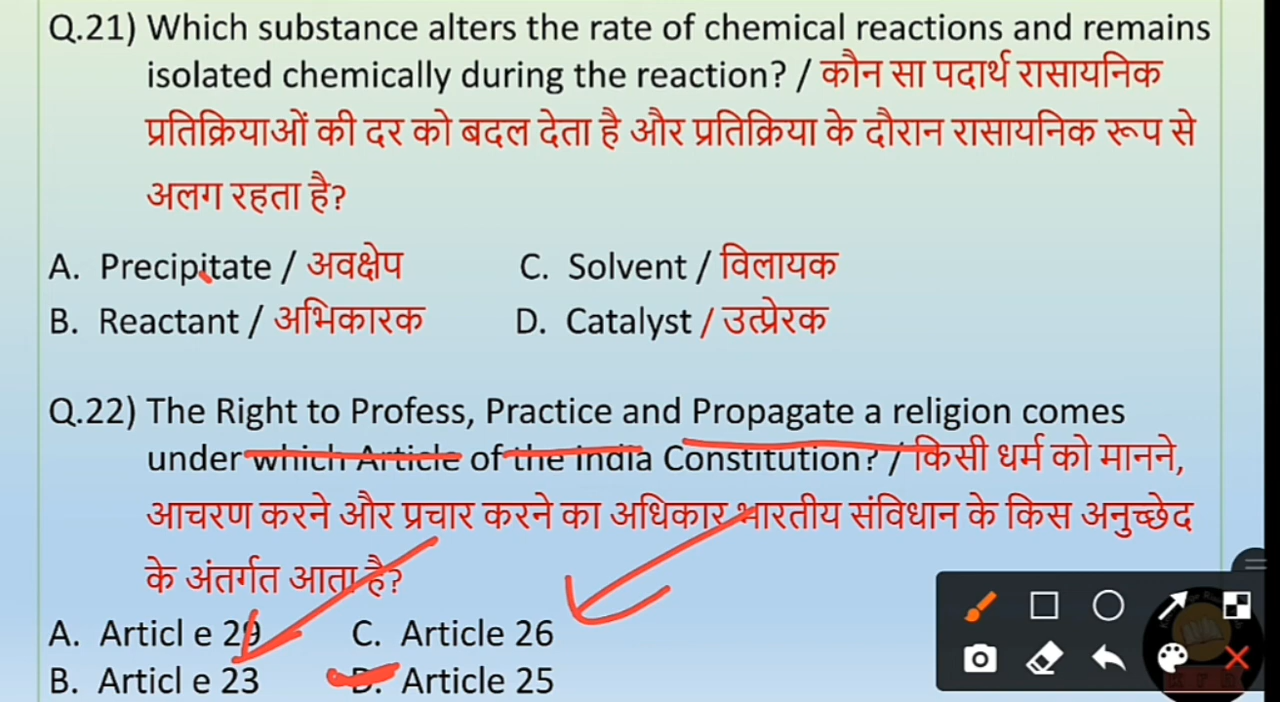 Q.21) Which substance alters the rate of chemical reactions and remains
isolated chemically during the reaction? / कौन सा पदार्थ रासायनिक
प्रतिक्रियाओं की दर को बदल देता है और प्रतिक्रिया के दौरान रासायनिक रूप से
अलग रहता है?
A. Precipitate / अवक्षेप C. Solvent / विलायक
B. Reactant / अभिकारक D. Catalyst / उत्प्रेरक
Q.22) The Right to Profess, Practice and Propagate a religion comes
under which Article of the India Constitution? / किसी धर्म को मानने,
आचरण करने और प्रचार करने का अधिकार भारतीय संविधान के किस अनुच्छेद
के अंतर्गत आता है?
A. Articl e 29 C. Article 26
B. Articl e 23 D. Article 25